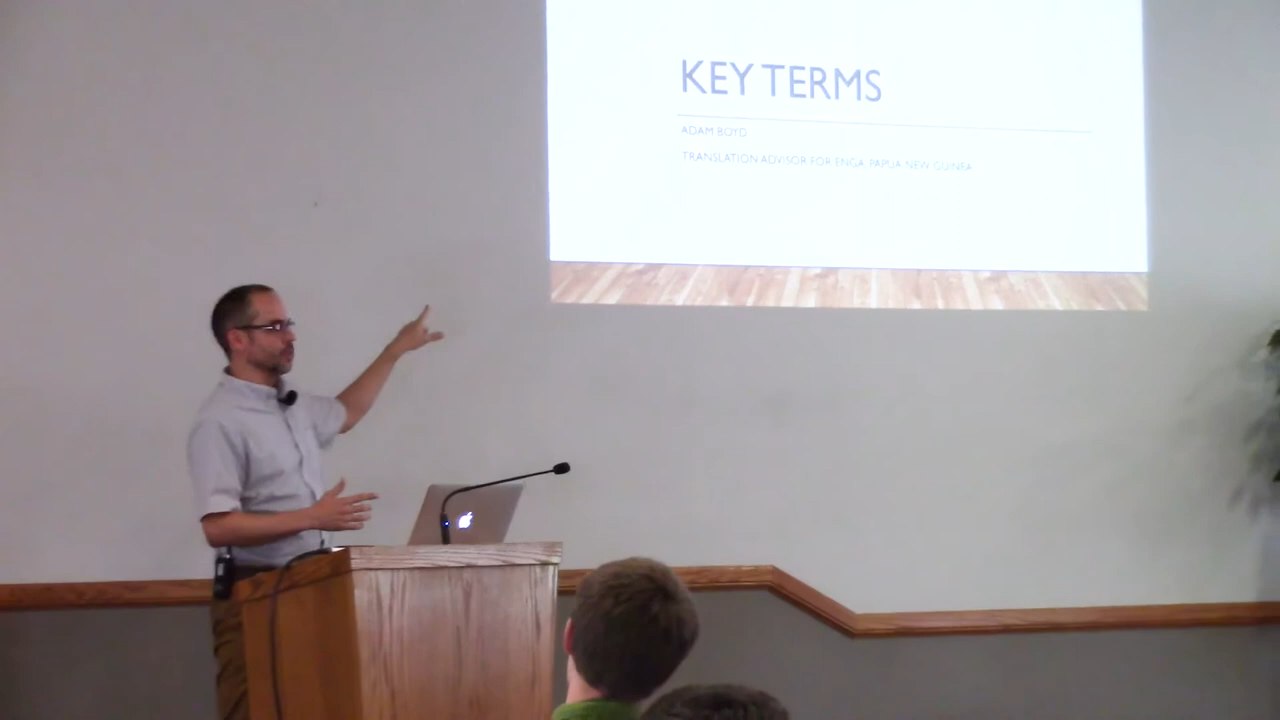 KEY TERMS
ADAM BOYD
TRANSLATION ADVISOR FOR ENGA, PAPUA NEW GUINEA